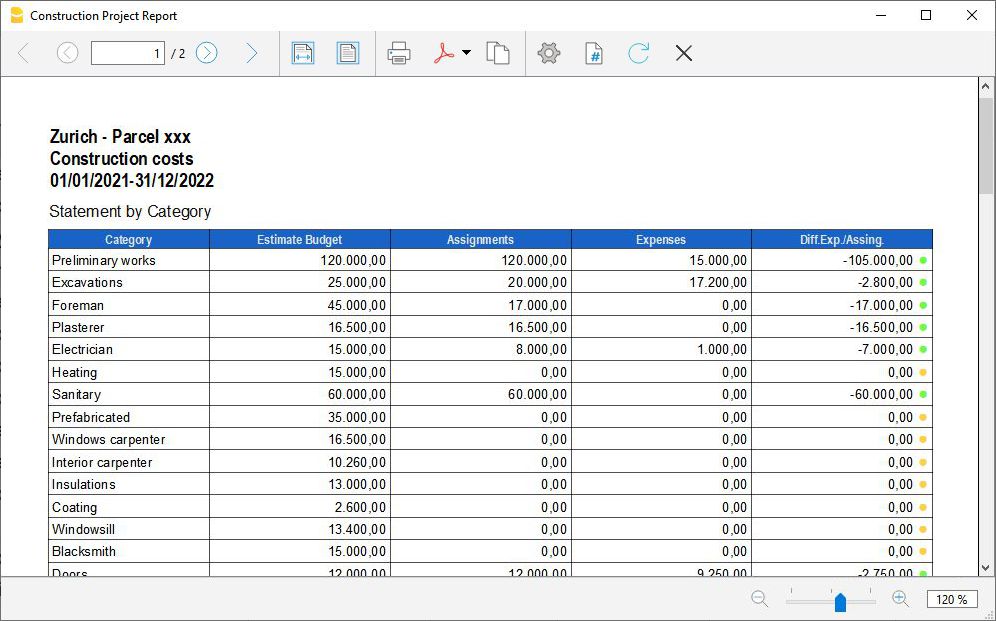 Construction Project Report
1 / 2
#
Zurich - Parcel xxx
Construction costs
01/01/2021-31/12/2022
Statement by Category
Category Estimate Budget Assignments Expenses Diff.Exp./Assing.
Preliminary works 120.000,00 120.000,00 15.000,00 -105.000,00
Excavations 25.000,00 20.000,00 17.200,00 -2.800,00
Foreman 45.000,00 17.000,00 0,00 -17.000,00
Plasterer 16.500,00 16.500,00 0,00 -16.500,00
Electrician 15.000,00 8.000,00 1.000,00 -7.000,00
Heating 15.000,00 0,00 0,00 0,00
Sanitary 60.000,00 60.000,00 0,00 -60.000,00
Prefabricated 35.000,00 0,00 0,00 0,00
Windows carpenter 16.500,00 0,00 0,00 0,00
Interior carpenter 10.260,00 0,00 0,00 0,00
Insulations 13.000,00 0,00 0,00 0,00
Coating 2.600,00 0,00 0,00 0,00
Windowsill 13.400,00 0,00 0,00 0,00
Blacksmith 15.000,00 0,00 0,00 0,00
Doors 12.000,00 12.000,00 9.250,00 -2.750,00
120 %